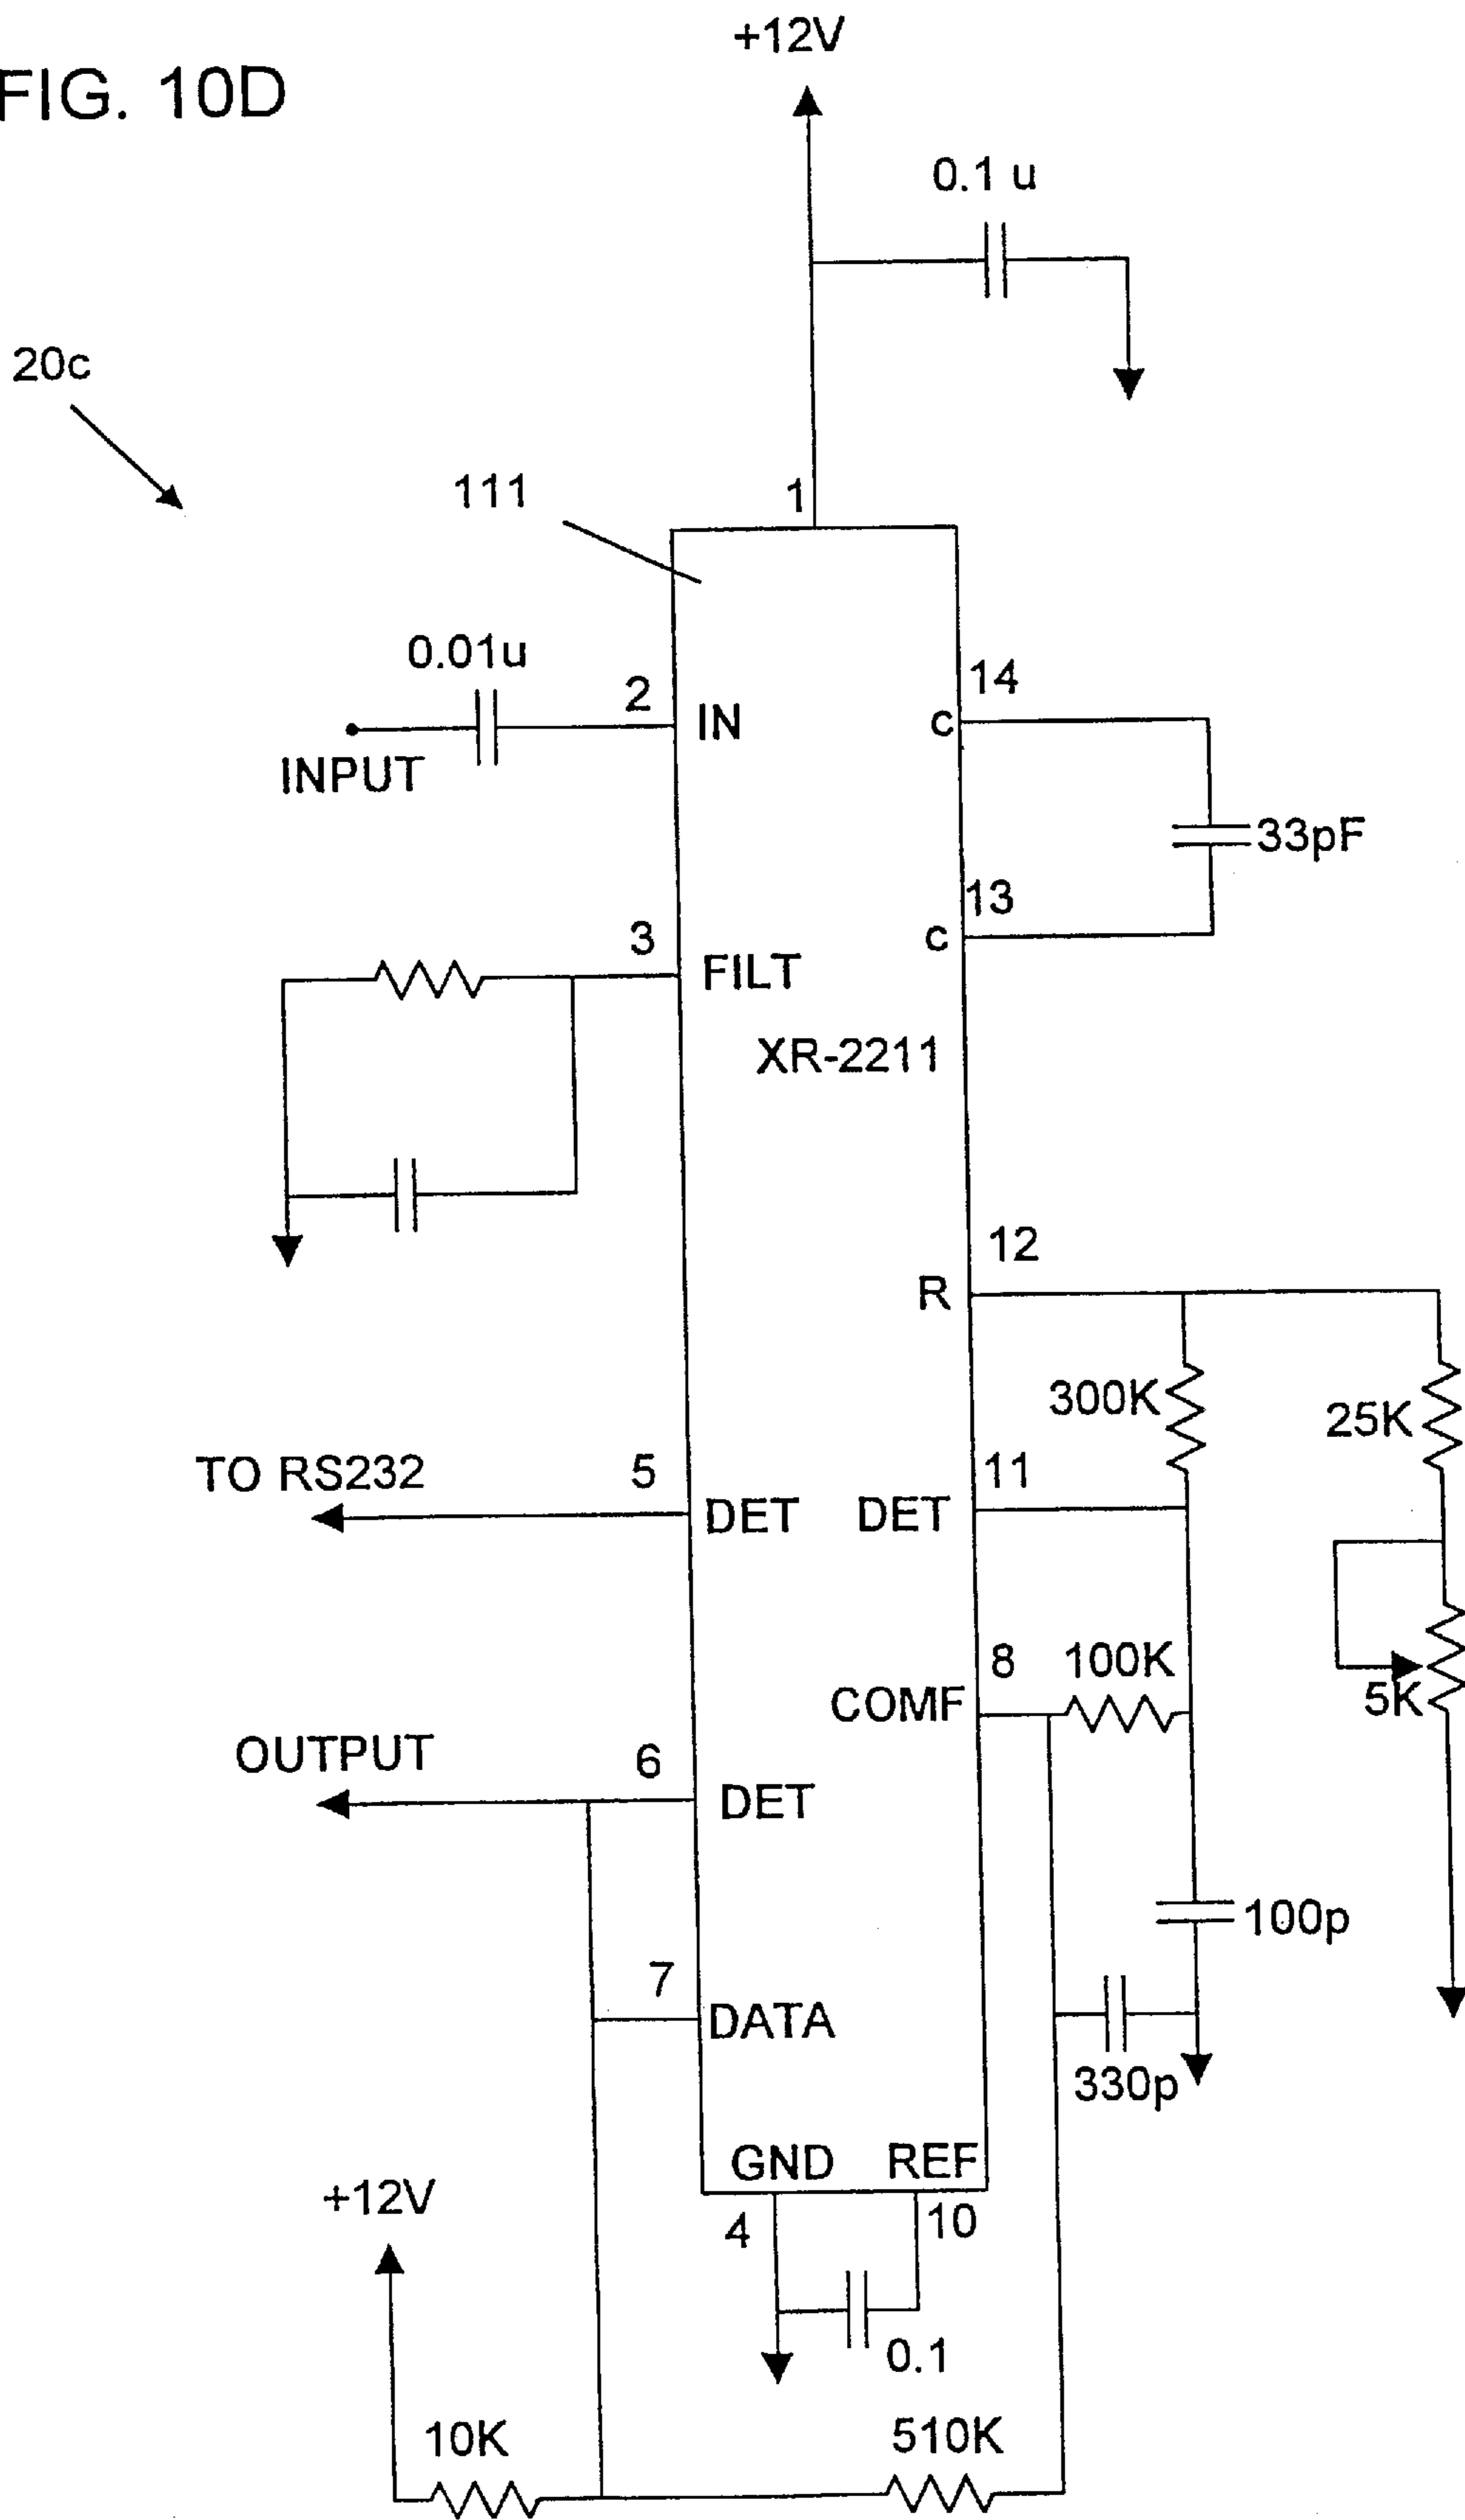 FIG. 10D
+12V
0.1 u
20c
111
1
0.01u
2
IN
INPUT
14
c
33pF
13
c
3
FILT
XR-2211
12
R
300K
25K
TO RS232
5
DET
DET
11
8
100K
COMF
5K
OUTPUT
6
DET
100p
7
DATA
330p
GND
REF
+12V
4
10
0.1
10K
510K